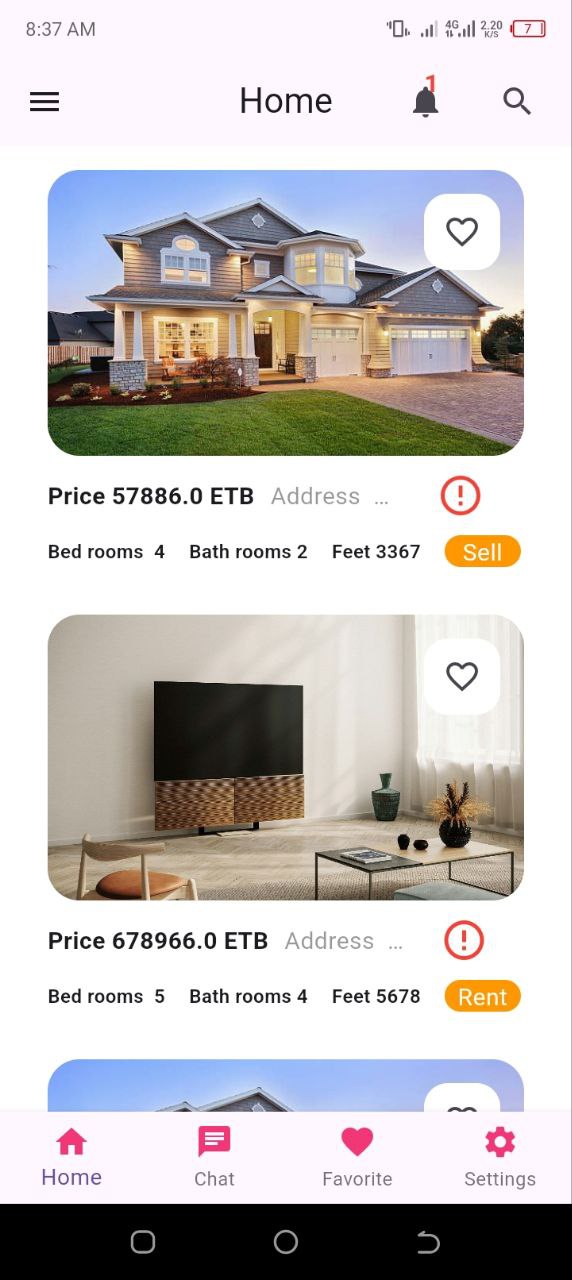 8:37 AM 4G 2.20 K/S 7
Home 1
Price 57886.0 ETB Address ...
Bed rooms 4 Bath rooms 2 Feet 3367 Sell
Price 678966.0 ETB Address ...
Bed rooms 5 Bath rooms 4 Feet 5678 Rent
Home Chat Favorite Settings